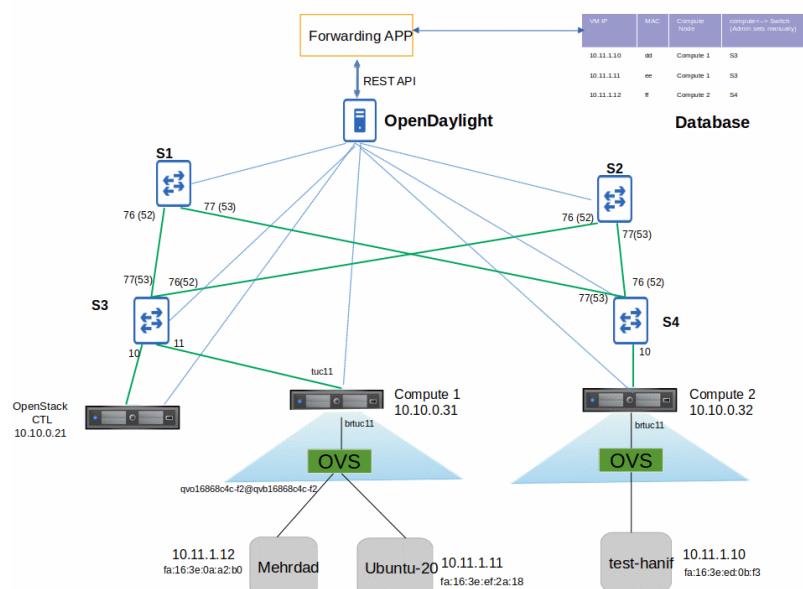 Forwarding APP
REST API
OpenDaylight
VM IP MAC Compute Node compute<--> Switch (Admin sets manually)
10.11.1.10 dd Compute 1 S3
10.11.1.11 ee Compute 1 S3
10.11.1.12 ff Compute 2 S4
Database
S1
S2
76 (52)
77 (53)
76 (52)
77(53)
77(53)
76(52)
76 (52)
77(53)
S3
S4
10
11
10
tuc11
OpenStack
CTL
10.10.0.21
Compute 1
10.10.0.31
Compute 2
10.10.0.32
brtuc11
brtuc11
OVS
OVS
qvo16868c4c-f2@qvb16868c4c-f2
10.11.1.12
fa:16:3e:0a:a2:b0
Mehrdad
Ubuntu-20
10.11.1.11
fa:16:3e:ef:2a:18
test-hanif
10.11.1.10
fa:16:3e:ed:0b:f3